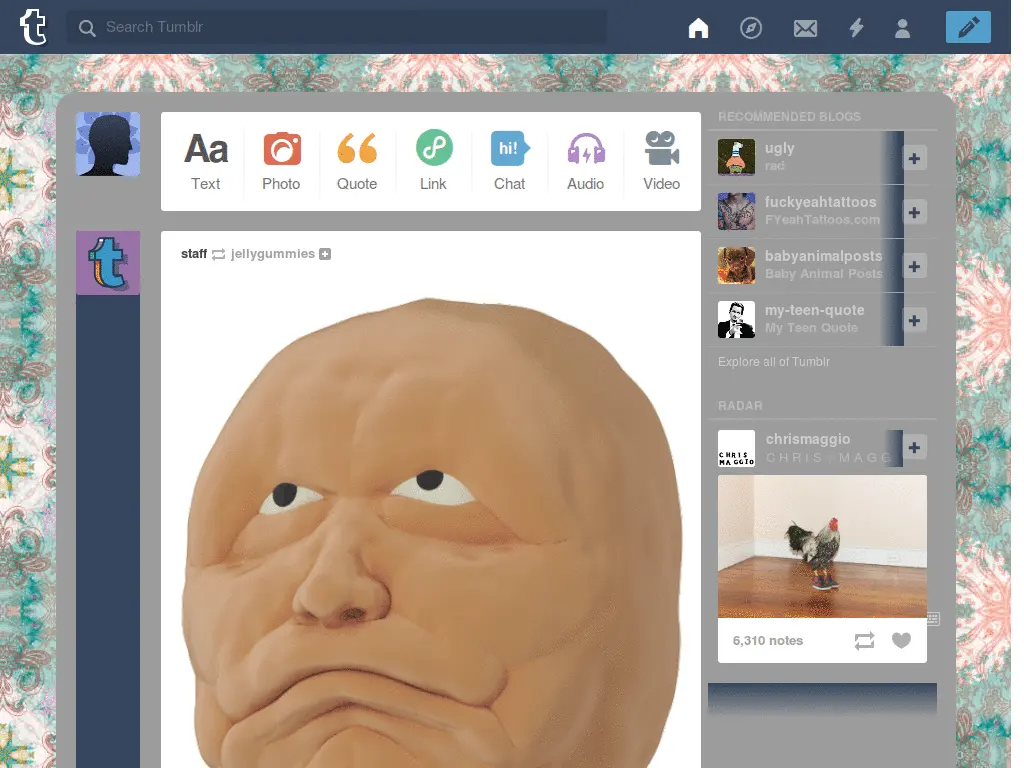 Search Tumblr
Aa
hi!
Text
Photo
Quote
Link
Chat
Audio
Video
staff jellygummies
RECOMMENDED BLOGS
ugly
rad
fuckyeahtattoos
FYeahTattoos.com
babyanimalposts
Baby Animal Posts
my-teen-quote
My Teen Quote
Explore all of Tumblr
RADAR
CHRIS
MAGGIO
chrismaggio
CHRIS MAGG
6,310 notes